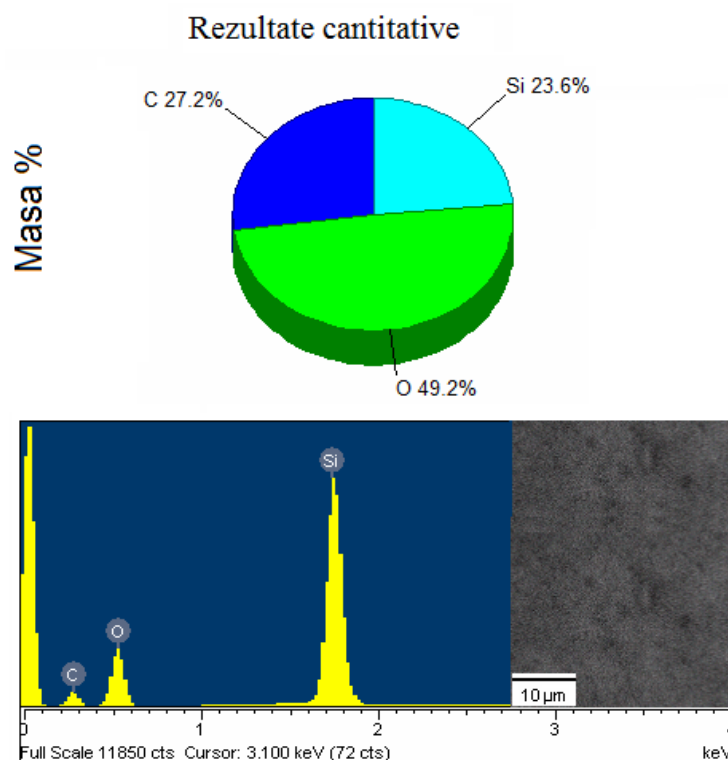 Rezultate cantitative
C 27.2%
Si 23.6%
Masa %
O 49.2%
Si
O
C
10 µm
0 1 2 3
Full Scale 11850 cts Cursor: 3.100 keV (72 cts)
keV